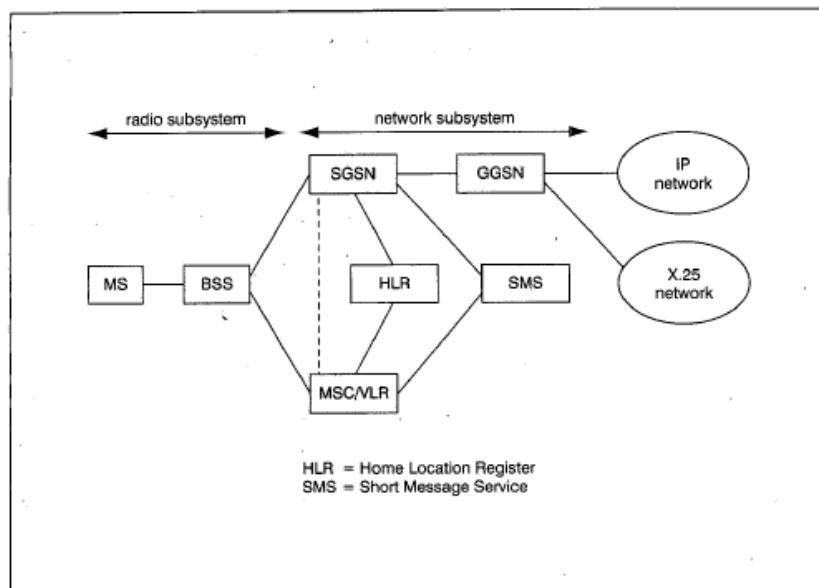 radio subsystem
network subsystem
SGSN
GGSN
IP
network
MS
BSS
HLR
SMS
X.25
network
MSC/VLR
HLR = Home Location Register
SMS = Short Message Service